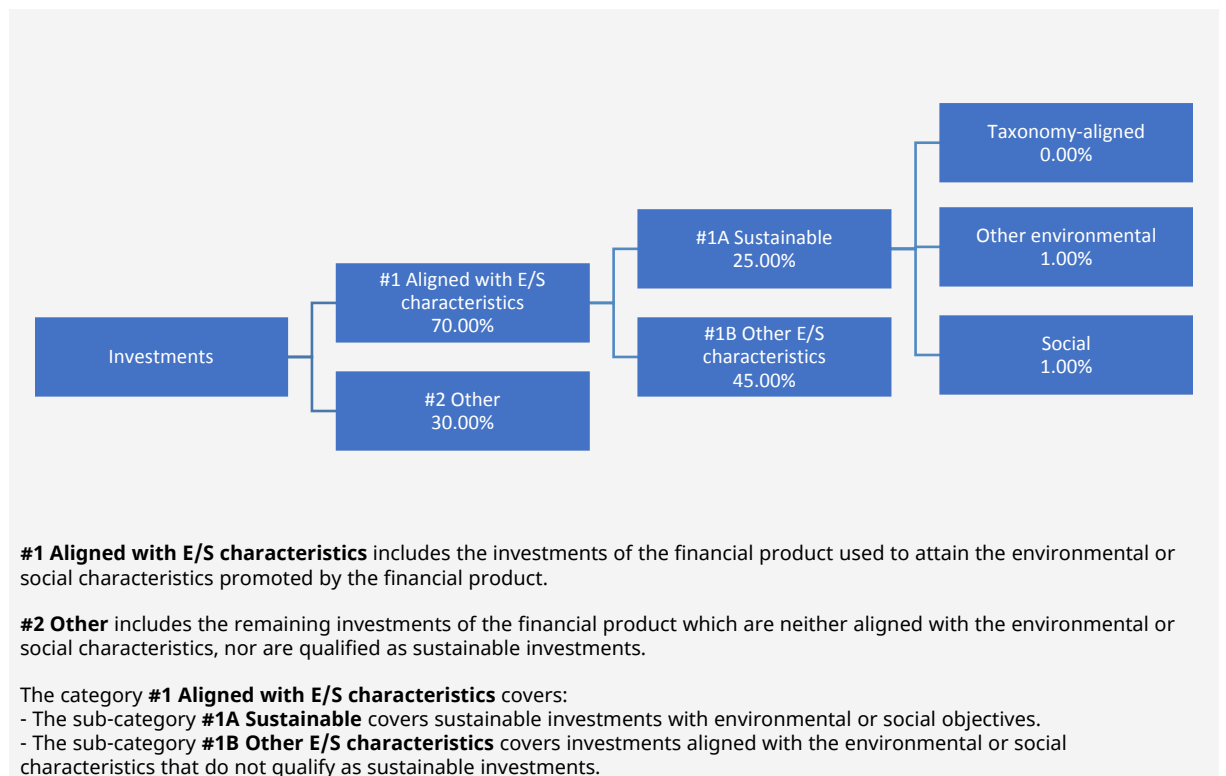 Investments
#1 Aligned with E/S
characteristics
70.00%
#2 Other
30.00%
#1A Sustainable
25.00%
#1B Other E/S
characteristics
45.00%
Taxonomy-aligned
0.00%
Other environmental
1.00%
Social
1.00%
#1 Aligned with E/S characteristics includes the investments of the financial product used to attain the environmental or
social characteristics promoted by the financial product.
#2 Other includes the remaining investments of the financial product which are neither aligned with the environmental or
social characteristics, nor are qualified as sustainable investments.
The category #1 Aligned with E/S characteristics covers:
- The sub-category #1A Sustainable covers sustainable investments with environmental or social objectives.
- The sub-category #1B Other E/S characteristics covers investments aligned with the environmental or social
characteristics that do not qualify as sustainable investments.